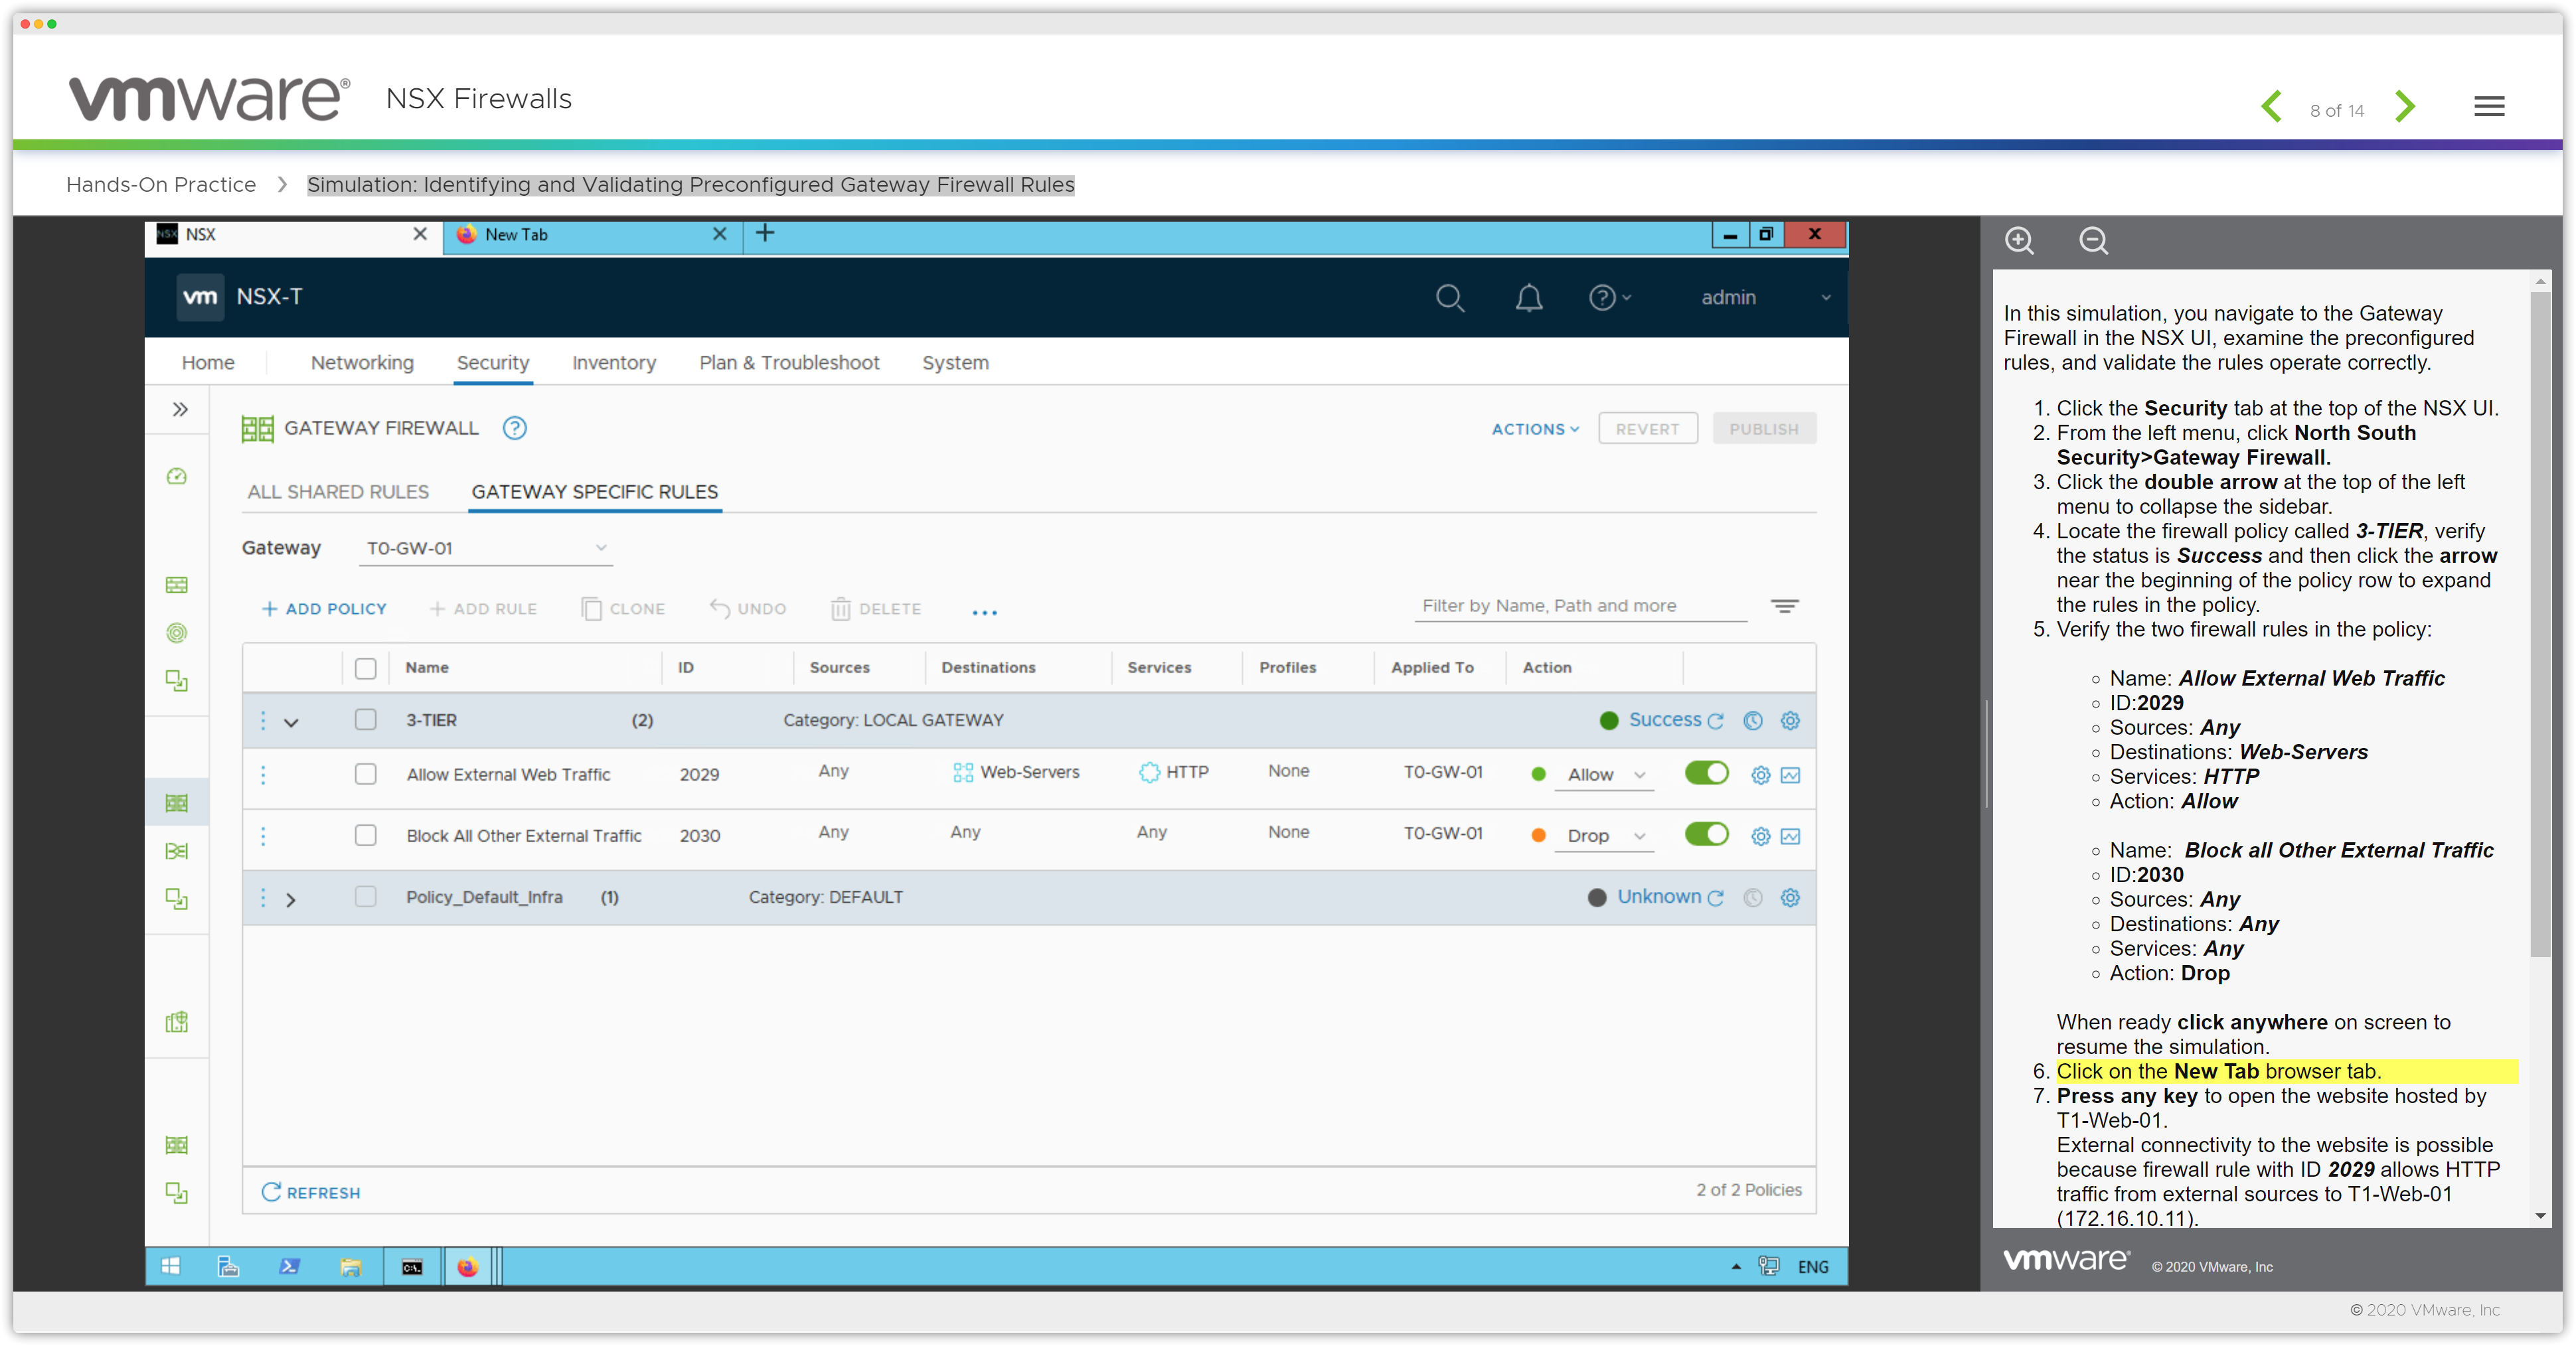 vmware® NSX Firewalls
8 of 14
Hands-On Practice > Simulation: Identifying and Validating Preconfigured Gateway Firewall Rules
NSX New Tab
vm NSX-T
admin
Home Networking Security Inventory Plan & Troubleshoot System
GATEWAY FIREWALL ?
ACTIONS REVERT PUBLISH
ALL SHARED RULES GATEWAY SPECIFIC RULES
Gateway T0-GW-01
+ ADD POLICY + ADD RULE CLONE UNDO DELETE ...
Filter by Name, Path and more
Name ID Sources Destinations Services Profiles Applied To Action
3-TIER (2) Category: LOCAL GATEWAY Success
Allow External Web Traffic 2029 Any Web-Servers HTTP None T0-GW-01 Allow
Block All Other External Traffic 2030 Any Any Any None T0-GW-01 Drop
Policy_Default_Infra (1) Category: DEFAULT Unknown
REFRESH 2 of 2 Policies
ENG
In this simulation, you navigate to the Gateway
Firewall in the NSX UI, examine the preconfigured
rules, and validate the rules operate correctly.
1. Click the Security tab at the top of the NSX UI.
2. From the left menu, click North South
Security>Gateway Firewall.
3. Click the double arrow at the top of the left
menu to collapse the sidebar.
4. Locate the firewall policy called 3-TIER, verify
the status is Success and then click the arrow
near the beginning of the policy row to expand
the rules in the policy.
5. Verify the two firewall rules in the policy:
Name: Allow External Web Traffic
ID:2029
Sources: Any
Destinations: Web-Servers
Services: HTTP
Action: Allow
Name: Block all Other External Traffic
ID:2030
Sources: Any
Destinations: Any
Services: Any
Action: Drop
When ready click anywhere on screen to
resume the simulation.
6. Click on the New Tab browser tab.
7. Press any key to open the website hosted by
T1-Web-01.
External connectivity to the website is possible
because firewall rule with ID 2029 allows HTTP
traffic from external sources to T1-Web-01
(172.16.10.11).
vmware® © 2020 VMware, Inc
© 2020 VMware, Inc